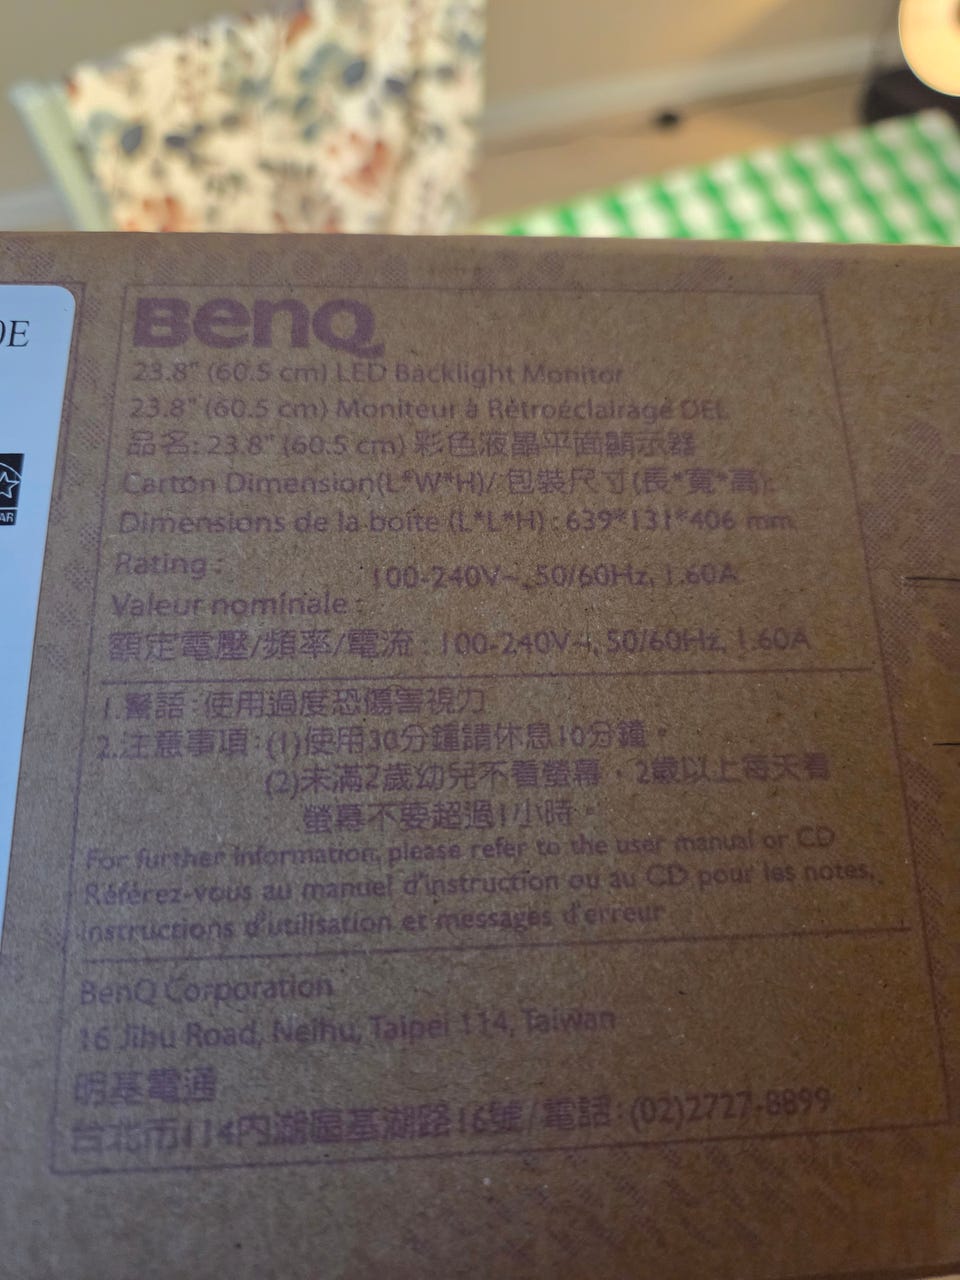 0E
AR
BenQ
23.8" (60.5 cm) LED Backlight Monitor
23.8" (60.5 cm) Moniteur à Rétroéclairage DEL
品名: 23.8" (60.5 cm) 彩色液晶平面顯示器
Carton Dimension(L*W*H)/ 包裝尺寸(長*寬*高):
Dimensions de la boîte (L*L*H) : 639*131*406 mm
Rating :
100-240V~, 50/60Hz, 1.60A
Valeur nominale :
額定電壓/頻率/電流 : 100-240V~, 50/60Hz, 1.60A
1.警語:使用過度恐傷害視力
2.注意事項:(1)使用30分鐘請休息10分鐘。
(2)未滿2歲幼兒不看螢幕，2歲以上每天看
螢幕不要超過1小時。
For further information, please refer to the user manual or CD
Référez-vous au manuel d'instruction ou au CD pour les notes,
instructions d'utilisation et messages d'erreur
BenQ Corporation
16 Jihu Road, Neihu, Taipei 114, Taiwan
明基電通
台北市114內湖區基湖路16號/電話: (02)2727-8899